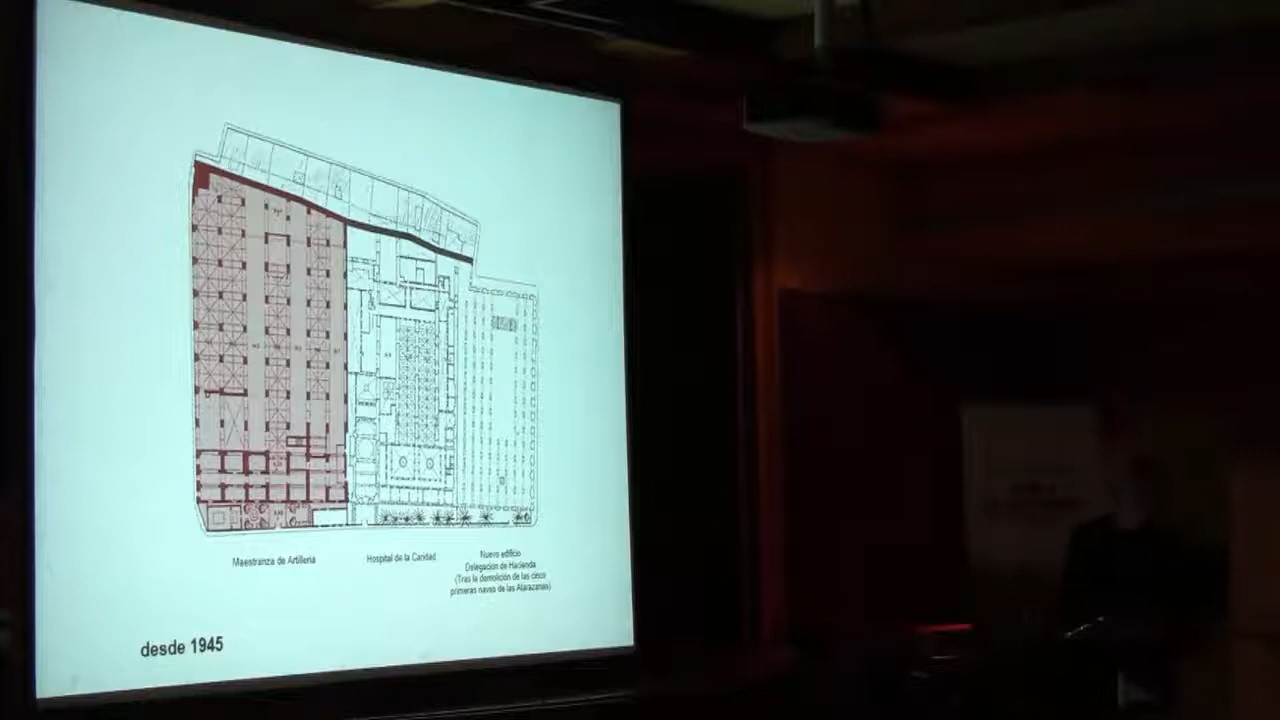 Maestranza de Artillería
Hospital de la Caridad
Nuevo edificio
Delegación de Hacienda
(Tras la demolición de las cinco
primeras naves de las Atarazanas)
desde 1945